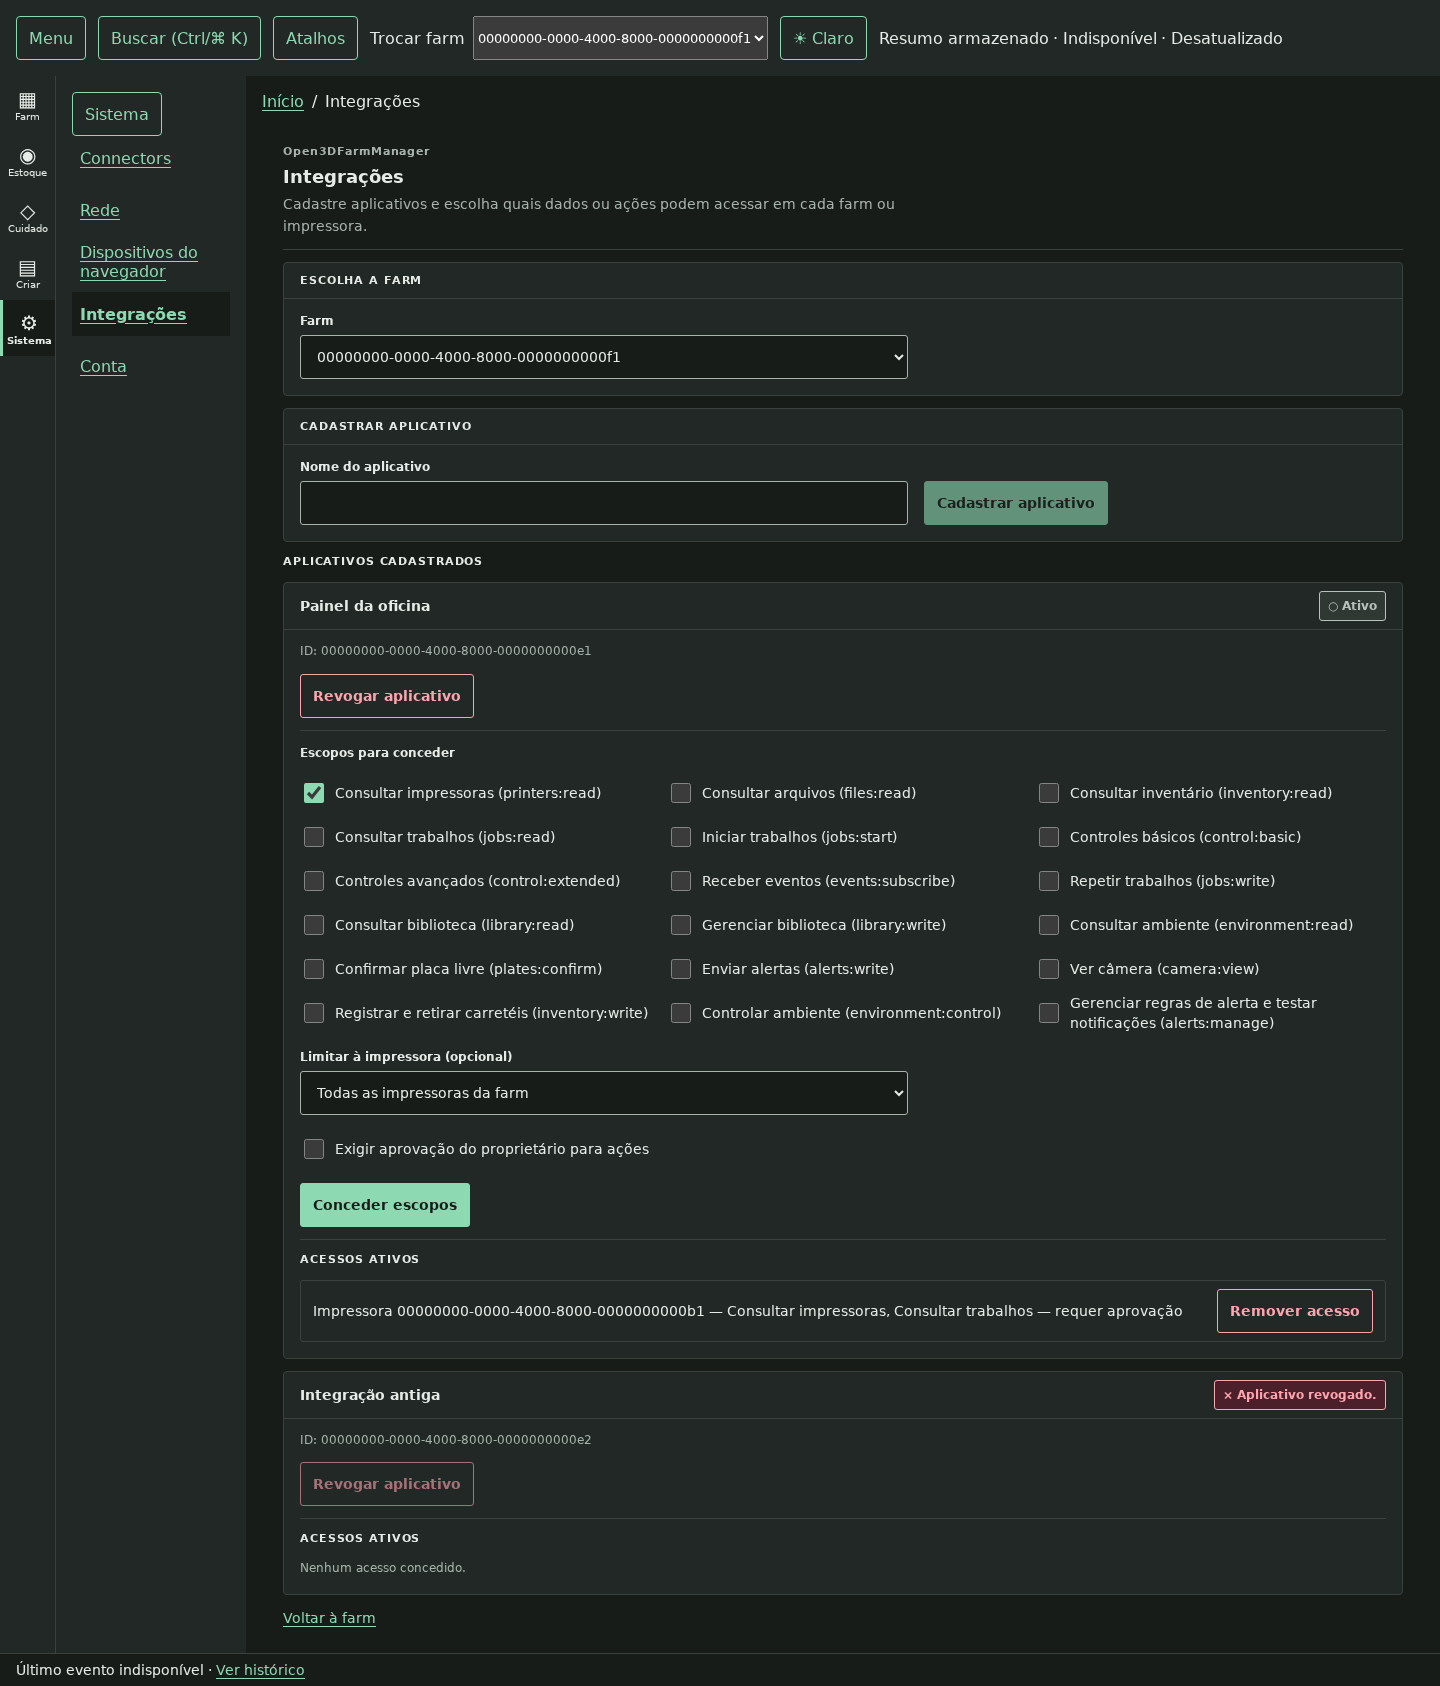 Menu
Buscar (Ctrl/⌘ K)
Atalhos
Trocar farm
00000000-0000-4000-8000-0000000000f1
☀ Claro
Resumo armazenado · Indisponível · Desatualizado
Farm
Estoque
Cuidado
Criar
Sistema
Sistema
Connectors
Rede
Dispositivos do
navegador
Integrações
Conta
Início / Integrações
Open3DFarmManager
Integrações
Cadastre aplicativos e escolha quais dados ou ações podem acessar em cada farm ou
impressora.
ESCOLHA A FARM
Farm
00000000-0000-4000-8000-0000000000f1
CADASTRAR APLICATIVO
Nome do aplicativo
Cadastrar aplicativo
APLICATIVOS CADASTRADOS
Painel da oficina
○ Ativo
ID: 00000000-0000-4000-8000-0000000000e1
Revogar aplicativo
Escopos para conceder
Consultar impressoras (printers:read)
Consultar arquivos (files:read)
Consultar inventário (inventory:read)
Consultar trabalhos (jobs:read)
Iniciar trabalhos (jobs:start)
Controles básicos (control:basic)
Controles avançados (control:extended)
Receber eventos (events:subscribe)
Repetir trabalhos (jobs:write)
Consultar biblioteca (library:read)
Gerenciar biblioteca (library:write)
Consultar ambiente (environment:read)
Confirmar placa livre (plates:confirm)
Enviar alertas (alerts:write)
Ver câmera (camera:view)
Registrar e retirar carretéis (inventory:write)
Controlar ambiente (environment:control)
Gerenciar regras de alerta e testar
notificações (alerts:manage)
Limitar à impressora (opcional)
Todas as impressoras da farm
Exigir aprovação do proprietário para ações
Conceder escopos
ACESSOS ATIVOS
Impressora 00000000-0000-4000-8000-0000000000b1 — Consultar impressoras, Consultar trabalhos — requer aprovação
Remover acesso
Integração antiga
× Aplicativo revogado.
ID: 00000000-0000-4000-8000-0000000000e2
Revogar aplicativo
ACESSOS ATIVOS
Nenhum acesso concedido.
Voltar à farm
Último evento indisponível · Ver histórico